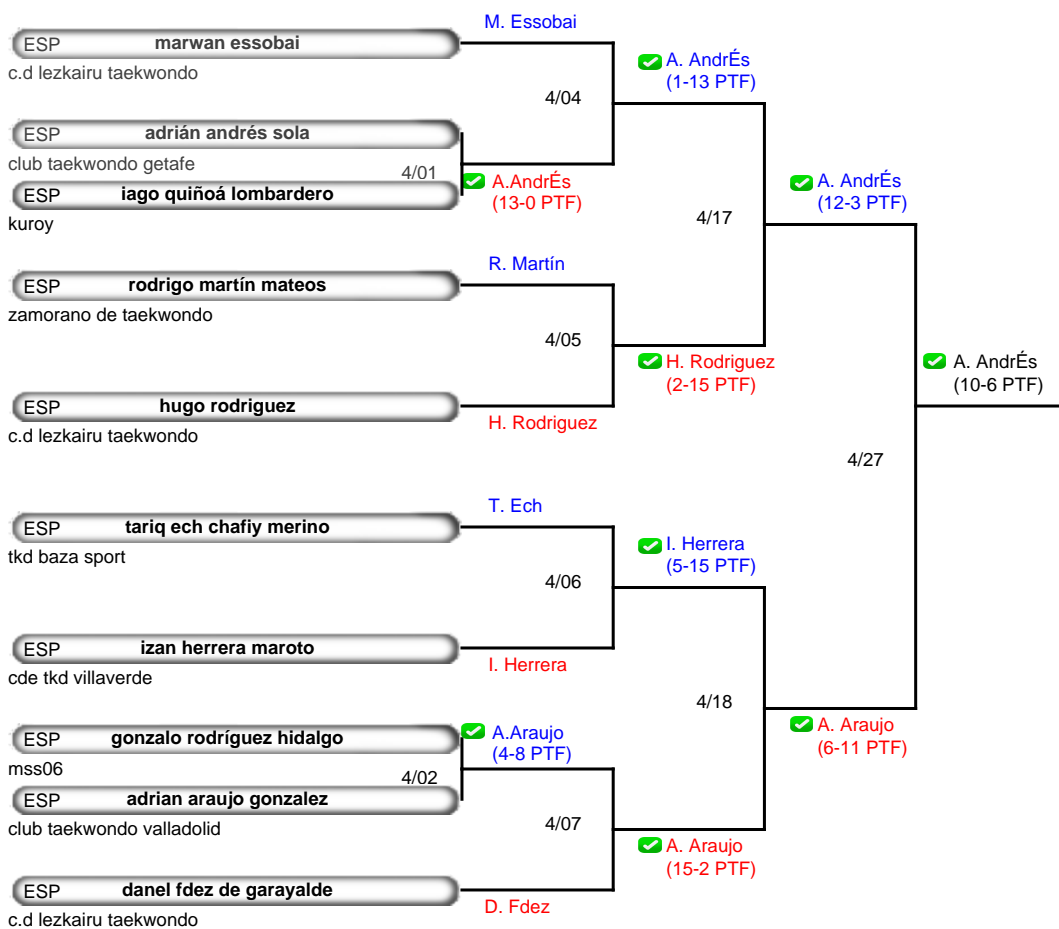 M. Essobai
ESP marwan essobai
c.d lezkairu taekwondo
A. AndrÉs
(1-13 PTF)
4/04
ESP adrián andrés sola
club taekwondo getafe
4/01
ESP iago quiñoá lombardero
kuroy
A.AndrÉs
(13-0 PTF)
A. AndrÉs
(12-3 PTF)
4/17
R. Martín
ESP rodrigo martín mateos
zamorano de taekwondo
4/05
H. Rodriguez
(2-15 PTF)
A. AndrÉs
(10-6 PTF)
ESP hugo rodriguez
c.d lezkairu taekwondo
H. Rodriguez
4/27
T. Ech
ESP tariq ech chafiy merino
tkd baza sport
I. Herrera
(5-15 PTF)
4/06
ESP izan herrera maroto
cde tkd villaverde
I. Herrera
4/18
ESP gonzalo rodríguez hidalgo
mss06
A.Araujo
(4-8 PTF)
A. Araujo
(6-11 PTF)
4/02
ESP adrian araujo gonzalez
club taekwondo valladolid
4/07
A. Araujo
(15-2 PTF)
ESP danel fdez de garayalde
c.d lezkairu taekwondo
D. Fdez